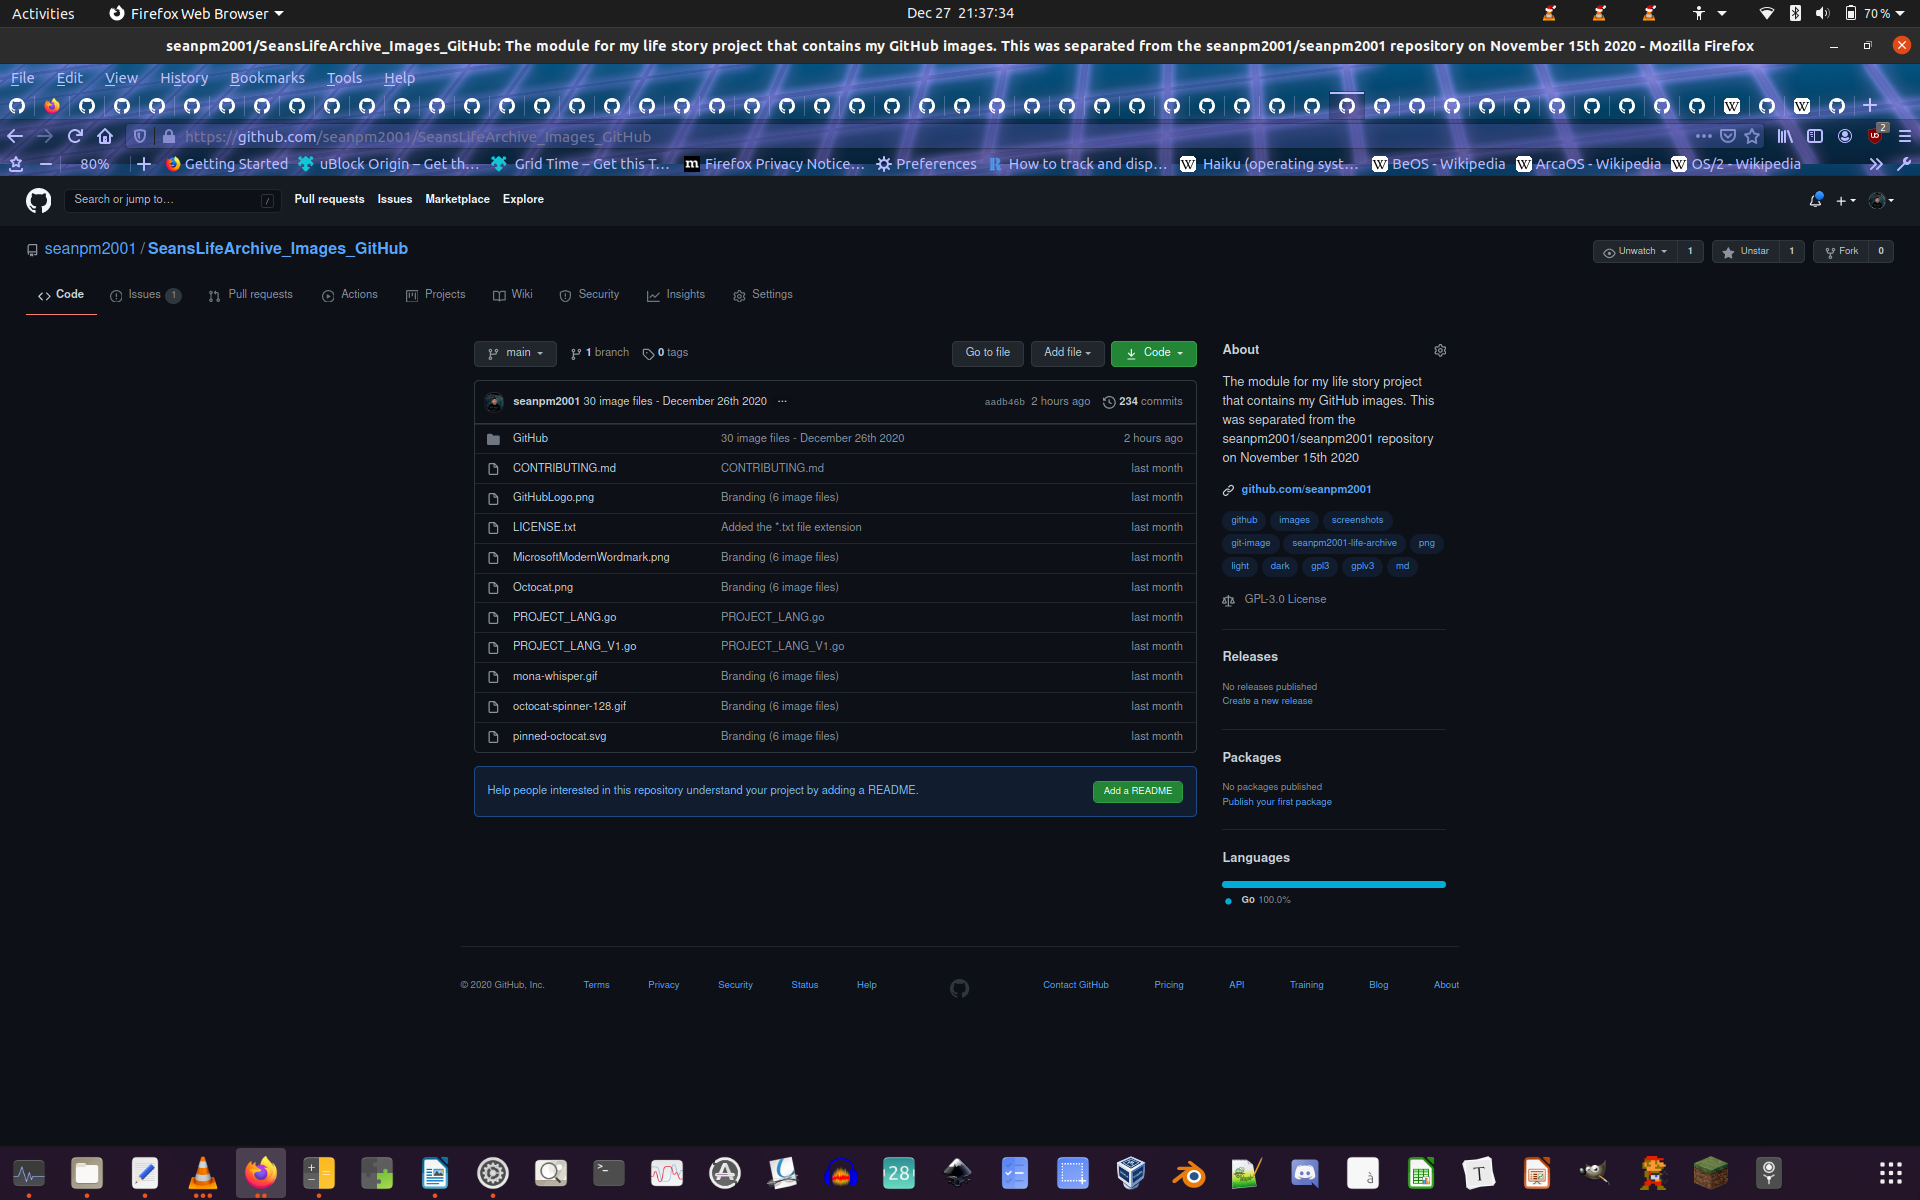 Activities Firefox Web Browser Dec 27 21:37:34 70 %
seanpm2001/SeansLifeArchive_Images_GitHub: The module for my life story project that contains my GitHub images. This was separated from the seanpm2001/seanpm2001 repository on November 15th 2020 - Mozilla Firefox
File Edit View History Bookmarks Tools Help
https://github.com/seanpm2001/SeansLifeArchive_Images_GitHub 2
80% Getting Started uBlock Origin – Get th… Grid Time – Get this T… Firefox Privacy Notice… Preferences How to track and disp… Haiku (operating syst… BeOS - Wikipedia ArcaOS - Wikipedia OS/2 - Wikipedia
Search or jump to… / Pull requests Issues Marketplace Explore
seanpm2001 / SeansLifeArchive_Images_GitHub Unwatch 1 Unstar 1 Fork 0
Code Issues 1 Pull requests Actions Projects Wiki Security Insights Settings
main 1 branch 0 tags Go to file Add file Code
seanpm2001 30 image files - December 26th 2020 ... aadb46b 2 hours ago 234 commits
GitHub 30 image files - December 26th 2020 2 hours ago
CONTRIBUTING.md CONTRIBUTING.md last month
GitHubLogo.png Branding (6 image files) last month
LICENSE.txt Added the *.txt file extension last month
MicrosoftModernWordmark.png Branding (6 image files) last month
Octocat.png Branding (6 image files) last month
PROJECT_LANG.go PROJECT_LANG.go last month
PROJECT_LANG_V1.go PROJECT_LANG_V1.go last month
mona-whisper.gif Branding (6 image files) last month
octocat-spinner-128.gif Branding (6 image files) last month
pinned-octocat.svg Branding (6 image files) last month
Help people interested in this repository understand your project by adding a README. Add a README
About
The module for my life story project
that contains my GitHub images. This
was separated from the
seanpm2001/seanpm2001 repository
on November 15th 2020
github.com/seanpm2001
github images screenshots
git-image seanpm2001-life-archive png
light dark gpl3 gplv3 md
GPL-3.0 License
Releases
No releases published
Create a new release
Packages
No packages published
Publish your first package
Languages
Go 100.0%
© 2020 GitHub, Inc. Terms Privacy Security Status Help Contact GitHub Pricing API Training Blog About
28